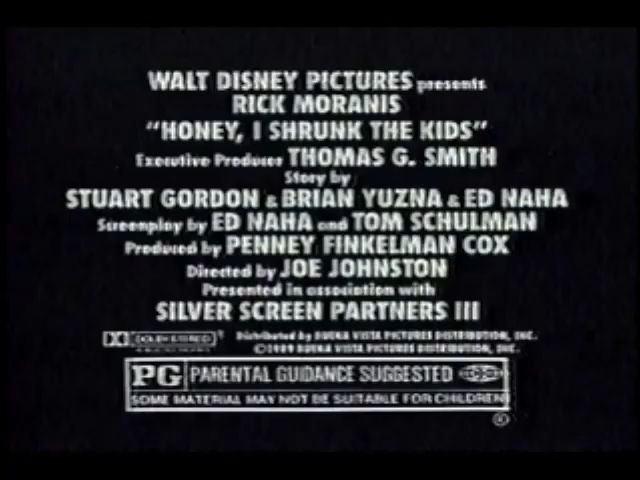 WALT DISNEY PICTURES presents
RICK MORANIS
"HONEY, I SHRUNK THE KIDS"
Executive Producer THOMAS G. SMITH
Story by
STUART GORDON & BRIAN YUZNA & ED NAHA
Screenplay by ED NAHA and TOM SCHULMAN
Produced by PENNEY FINKELMAN COX
Directed by JOE JOHNSTON
Presented in association with
SILVER SCREEN PARTNERS III
DOLBY STEREO ® Distributed by BUENA VISTA PICTURES DISTRIBUTION, INC.
©1989 BUENA VISTA PICTURES DISTRIBUTION, INC.
PG PARENTAL GUIDANCE SUGGESTED
SOME MATERIAL MAY NOT BE SUITABLE FOR CHILDREN
®